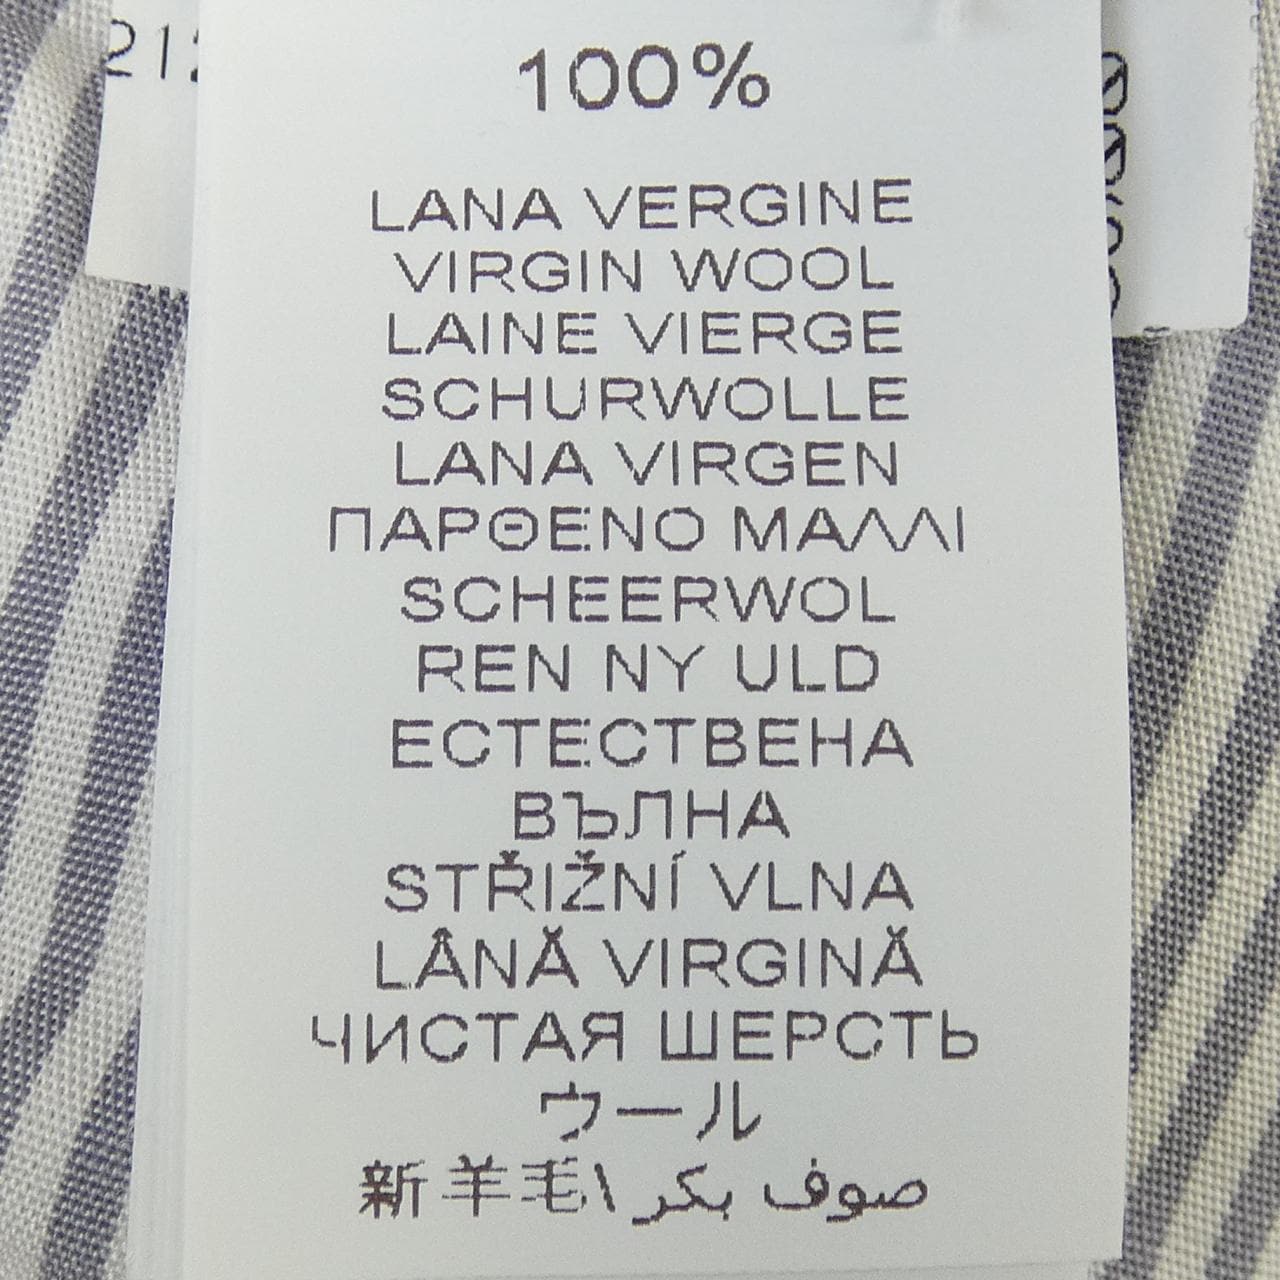 212
100%
LANA VERGINE
VIRGIN WOOL
LAINE VIERGE
SCHURWOLLE
LANA VIRGEN
ΠΑΡΘΕΝΟ ΜΑΛΛΙ
SCHEERWOL
REN NY ULD
ЕСТЕСТВЕНА
ВЪЛНА
STŘIŽNÍ VLNA
LÂNĂ VIRGINĂ
ЧИСТАЯ ШЕРСТЬ
ウール
新羊毛\ صوف بكر